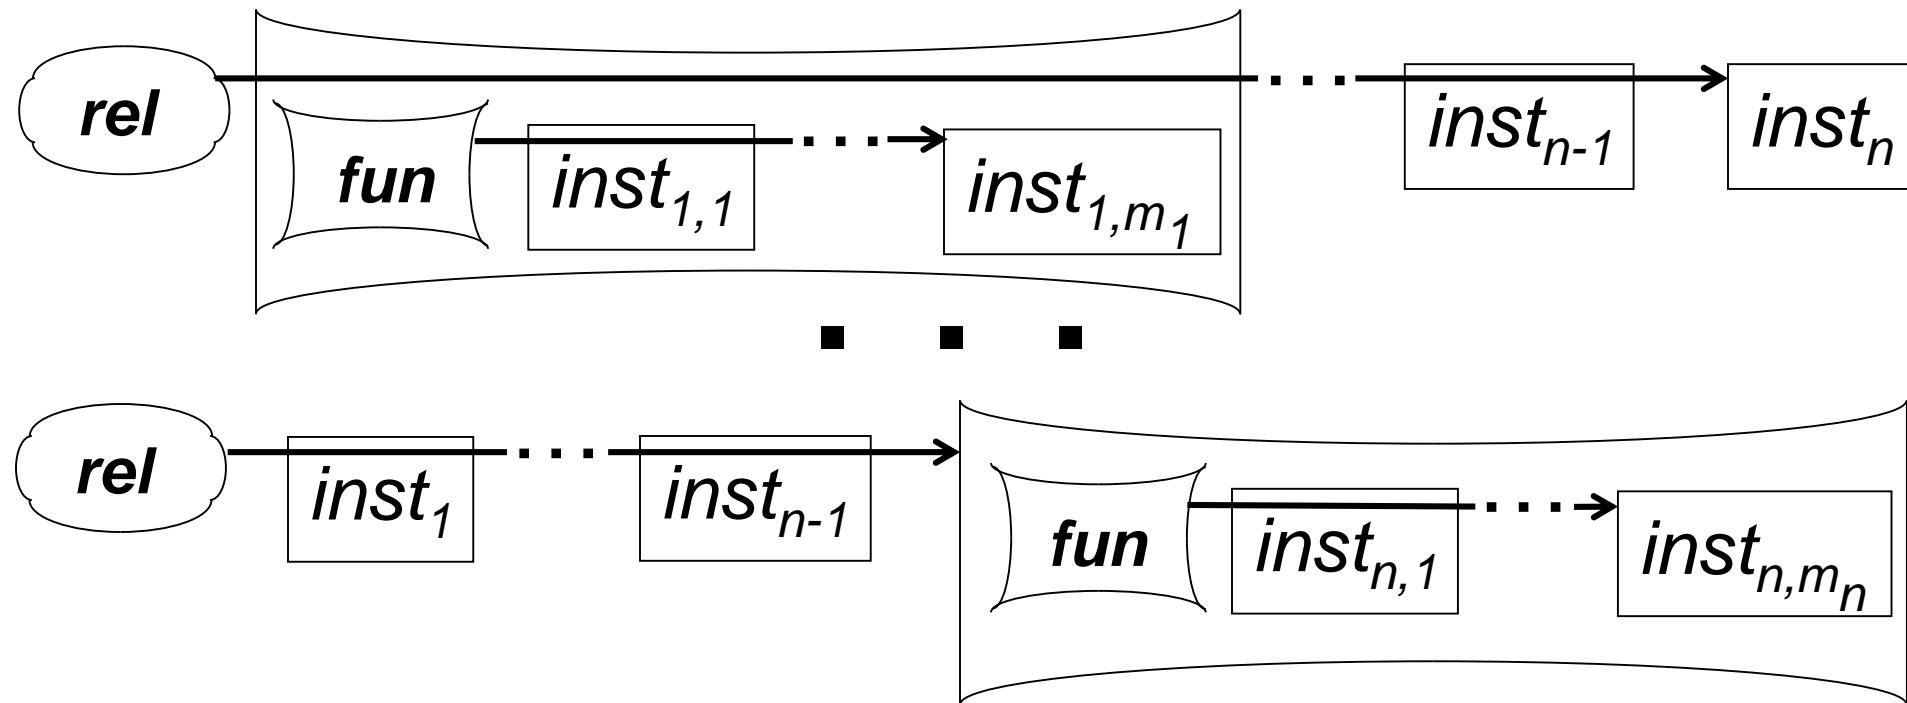 rel fun inst1,1 . . . inst1,m1 . . . instn-1 instn
. . .
rel inst1 . . . instn-1 fun instn,1 . . . instn,mn